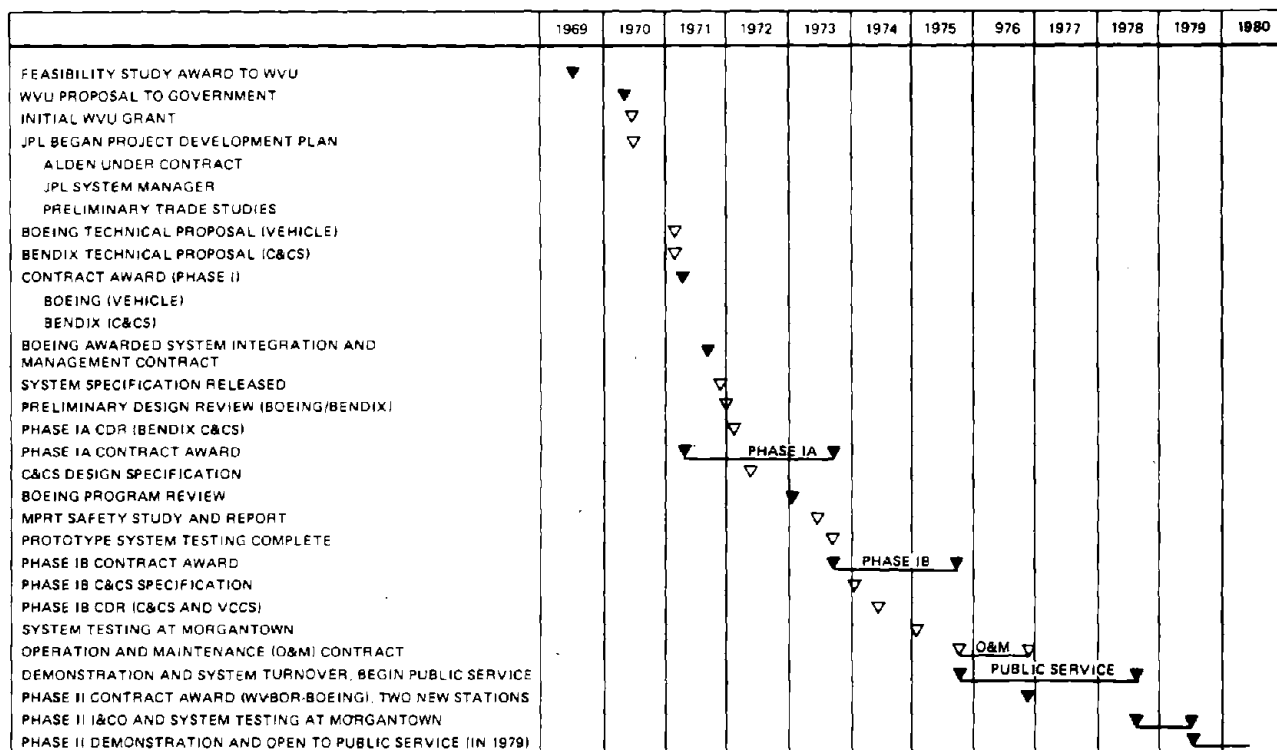 1969 1970 1971 1972 1973 1974 1975 976 1977 1978 1979 1980
FEASIBILITY STUDY AWARD TO WVU
WVU PROPOSAL TO GOVERNMENT
INITIAL WVU GRANT
JPL BEGAN PROJECT DEVELOPMENT PLAN
ALDEN UNDER CONTRACT
JPL SYSTEM MANAGER
PRELIMINARY TRADE STUDIES
BOEING TECHNICAL PROPOSAL (VEHICLE)
BENDIX TECHNICAL PROPOSAL (C&CS)
CONTRACT AWARD (PHASE I)
BOEING (VEHICLE)
BENDIX (C&CS)
BOEING AWARDED SYSTEM INTEGRATION AND
MANAGEMENT CONTRACT
SYSTEM SPECIFICATION RELEASED
PRELIMINARY DESIGN REVIEW (BOEING/BENDIX)
PHASE IA CDR (BENDIX C&CS)
PHASE IA CONTRACT AWARD PHASE IA
C&CS DESIGN SPECIFICATION
BOEING PROGRAM REVIEW
MPRT SAFETY STUDY AND REPORT
PROTOTYPE SYSTEM TESTING COMPLETE
PHASE IB CONTRACT AWARD PHASE IB
PHASE IB C&CS SPECIFICATION
PHASE IB CDR (C&CS AND VCCS)
SYSTEM TESTING AT MORGANTOWN
OPERATION AND MAINTENANCE (O&M) CONTRACT O&M
DEMONSTRATION AND SYSTEM TURNOVER, BEGIN PUBLIC SERVICE PUBLIC SERVICE
PHASE II CONTRACT AWARD (WVBOR-BOEING), TWO NEW STATIONS
PHASE II I&CO AND SYSTEM TESTING AT MORGANTOWN
PHASE II DEMONSTRATION AND OPEN TO PUBLIC SERVICE (IN 1979)